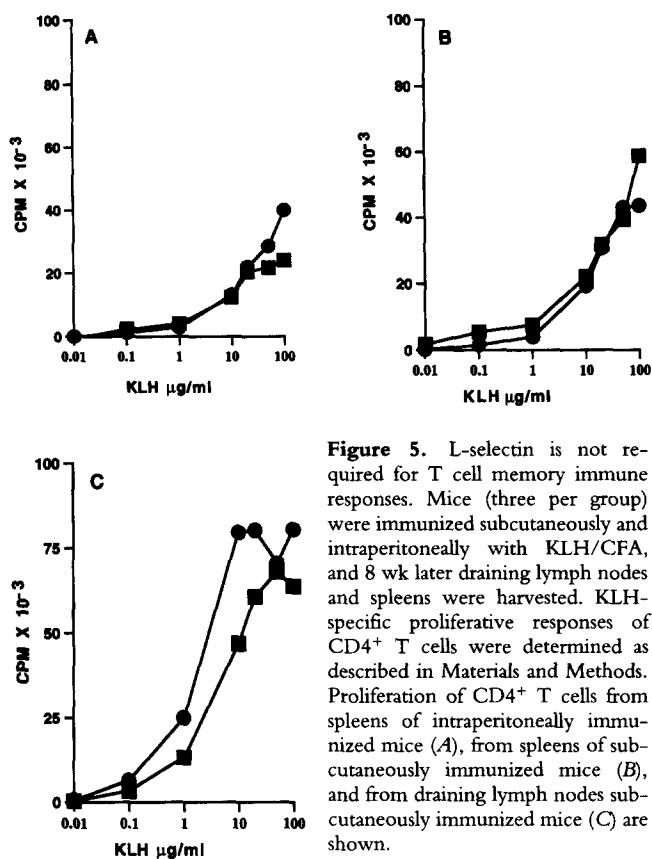 A
100
80
60
40
20
0
CPM X 10⁻³
0.01 0.1 1 10 100
KLH µg/ml
B
100
80
60
40
20
0
CPM X 10⁻³
0.01 0.1 1 10 100
KLH µg/ml
C
100
75
50
25
0
CPM X 10⁻³
0.01 0.1 1 10 100
KLH µg/ml
Figure 5. L-selectin is not re-
quired for T cell memory immune
responses. Mice (three per group)
were immunized subcutaneously and
intraperitoneally with KLH/CFA,
and 8 wk later draining lymph nodes
and spleens were harvested. KLH-
specific proliferative responses of
CD4⁺ T cells were determined as
described in Materials and Methods.
Proliferation of CD4⁺ T cells from
spleens of intraperitoneally immu-
nized mice (A), from spleens of sub-
cutaneously immunized mice (B),
and from draining lymph nodes sub-
cutaneously immunized mice (C) are
shown.